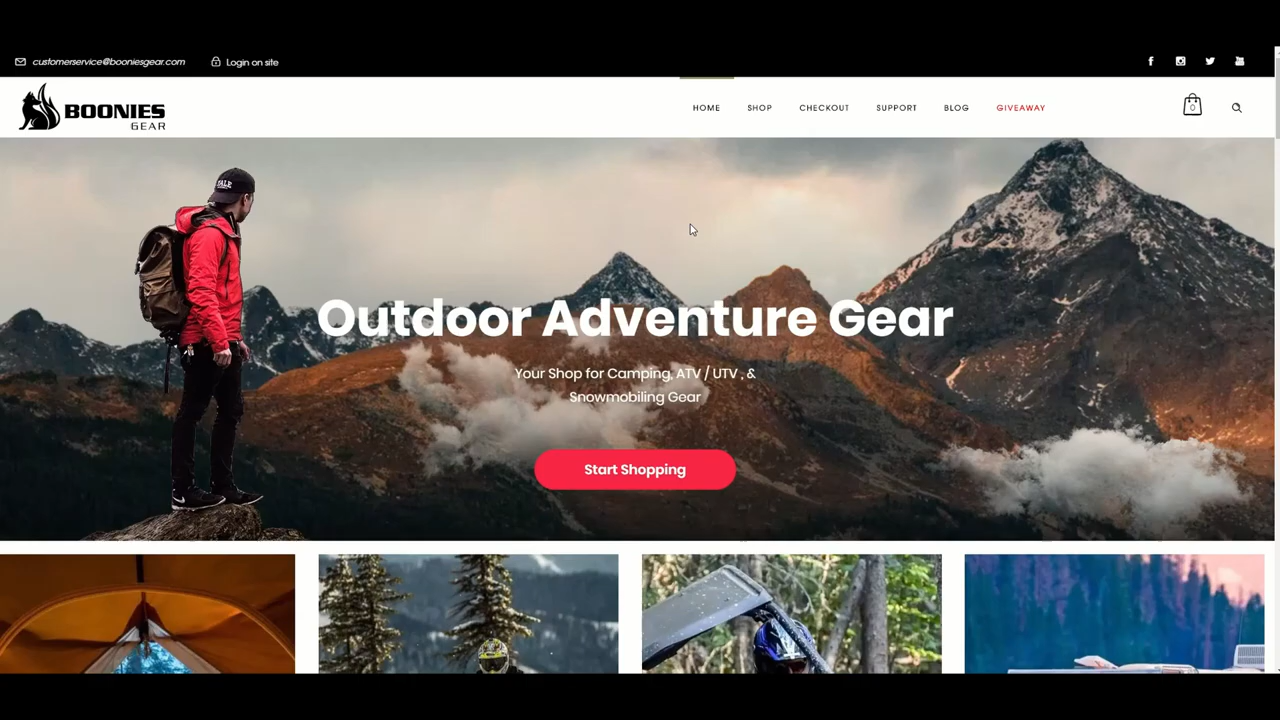 customerservice@booniesgear.com
Login on site
BOONIES
GEAR
HOME
SHOP
CHECKOUT
SUPPORT
BLOG
GIVEAWAY
0
YALE
Outdoor Adventure Gear
Your Shop for Camping, ATV / UTV , &
Snowmobiling Gear
Start Shopping